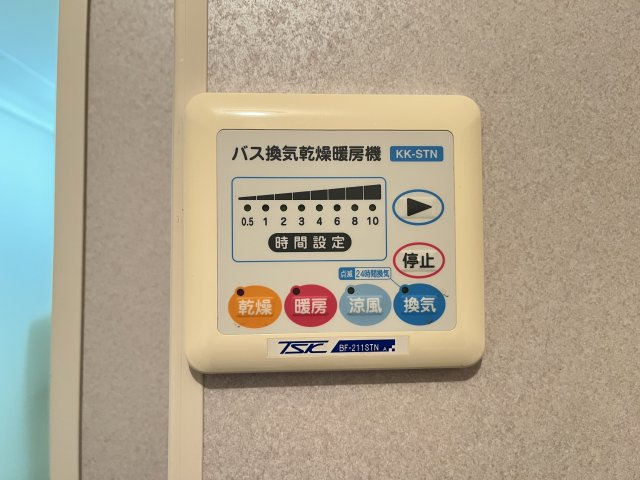 バス換気乾燥暖房機 KK-STN
0.5 1 2 3 4 6 8 10
時間設定
停止
点滅 24時間換気
乾燥 暖房 涼風 換気
TSK BF-211STN A